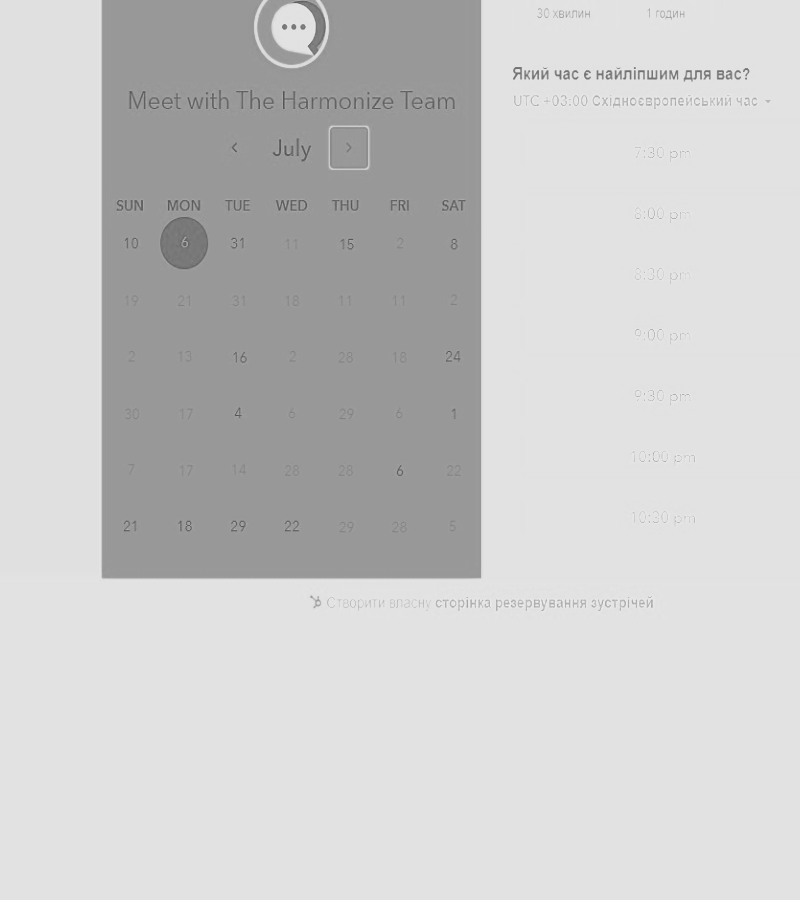 30 хвилин 1 годин
Який час є найліпшим для вас?
Meet with The Harmonize Team
UTC +03:00 Східноєвропейський час
July
SUN MON TUE WED THU FRI SAT
10 6 31 11 15 2 8
19 21 31 18 11 11 2
2 13 16 2 28 18 24
30 17 4 6 29 6 1
7 17 14 28 28 6 22
21 18 29 22 29 28 5
7:30 pm
8:00 pm
8:30 pm
9:00 pm
9:30 pm
10:00 pm
10:30 pm
Створити власну сторінка резервування зустрічей